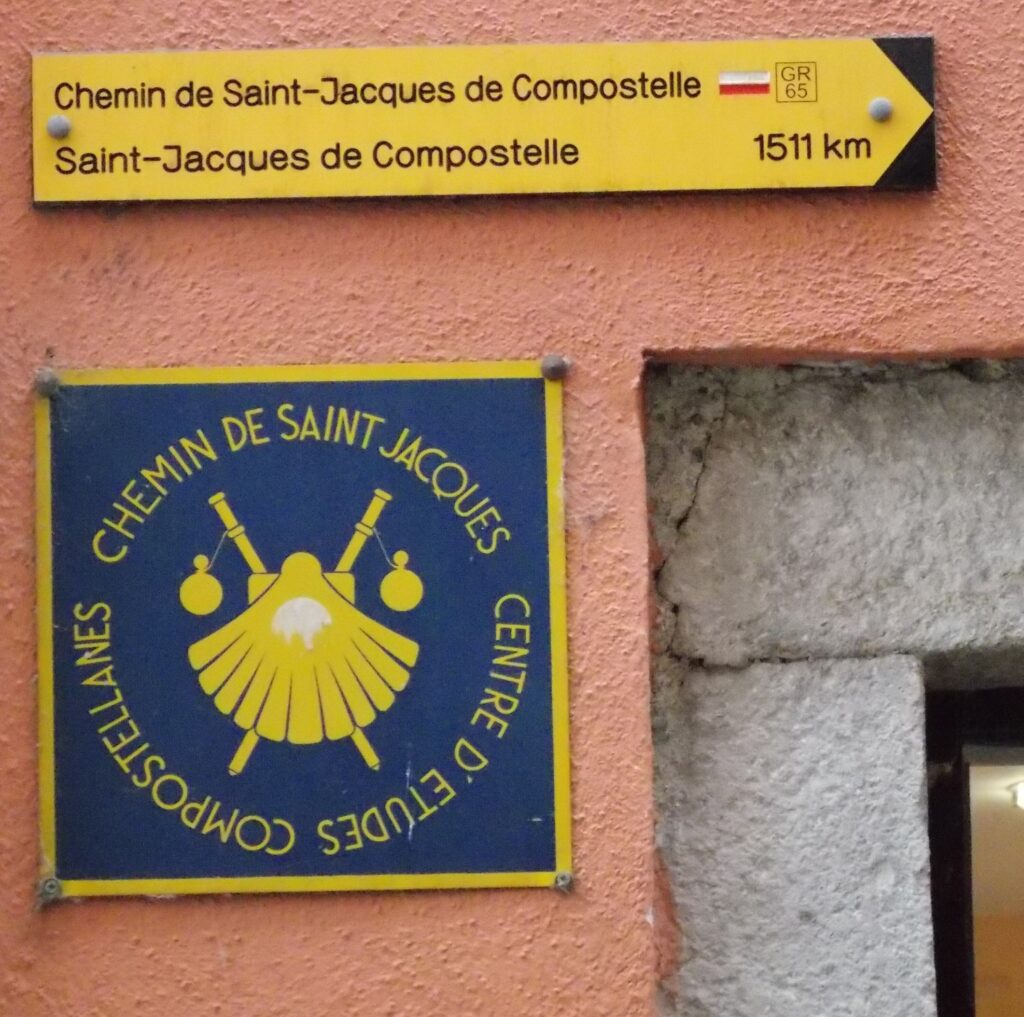 Chemin de Saint-Jacques de Compostelle GR 65
Saint-Jacques de Compostelle 1511 km
CHEMIN DE SAINT JACQUES
CENTRE D'ETUDES COMPOSTELLANES